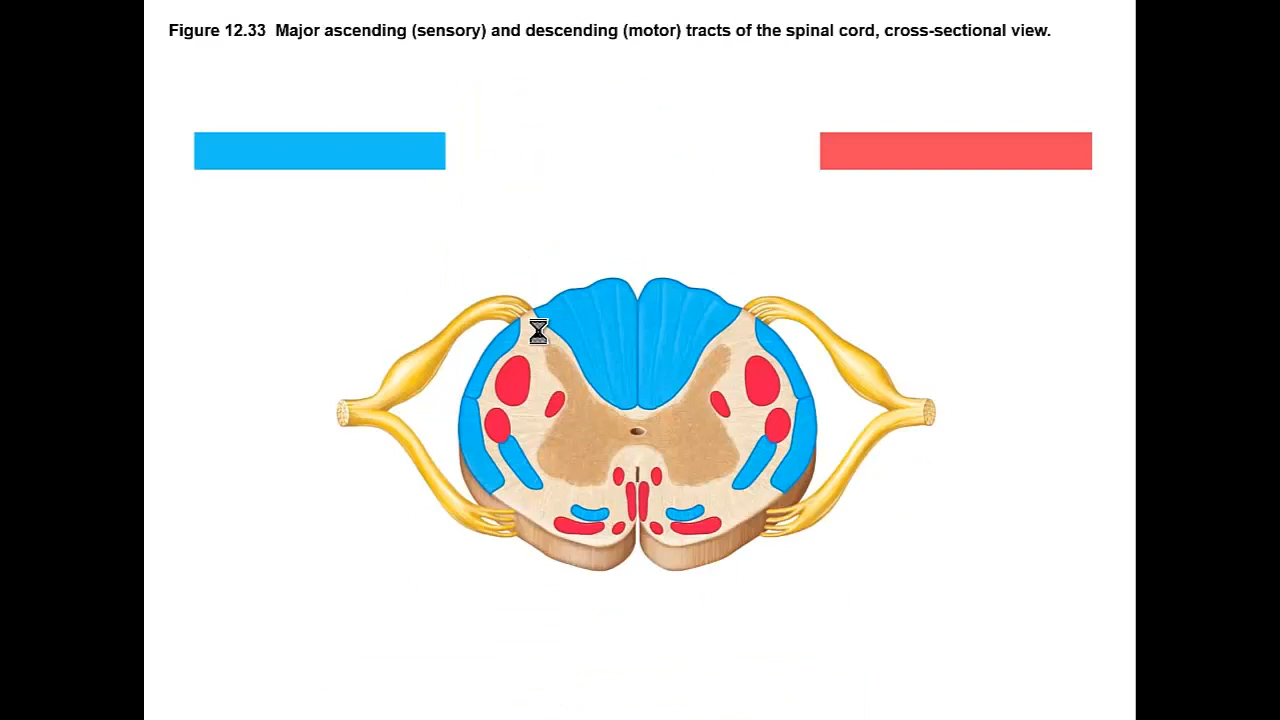 Figure 12.33 Major ascending (sensory) and descending (motor) tracts of the spinal cord, cross-sectional view.